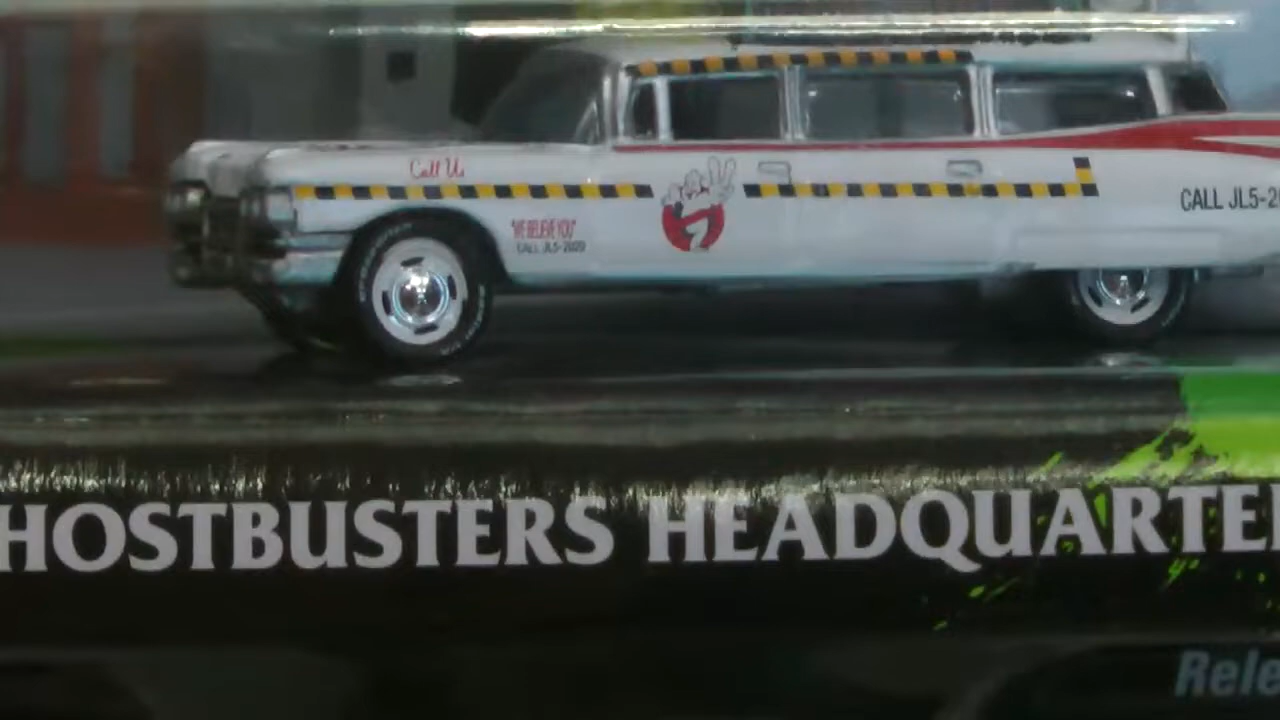 Call Us
"WE BELIEVE YOU"
CALL JL5-2020
CALL JL5-2
HOSTBUSTERS HEADQUARTE
Rele